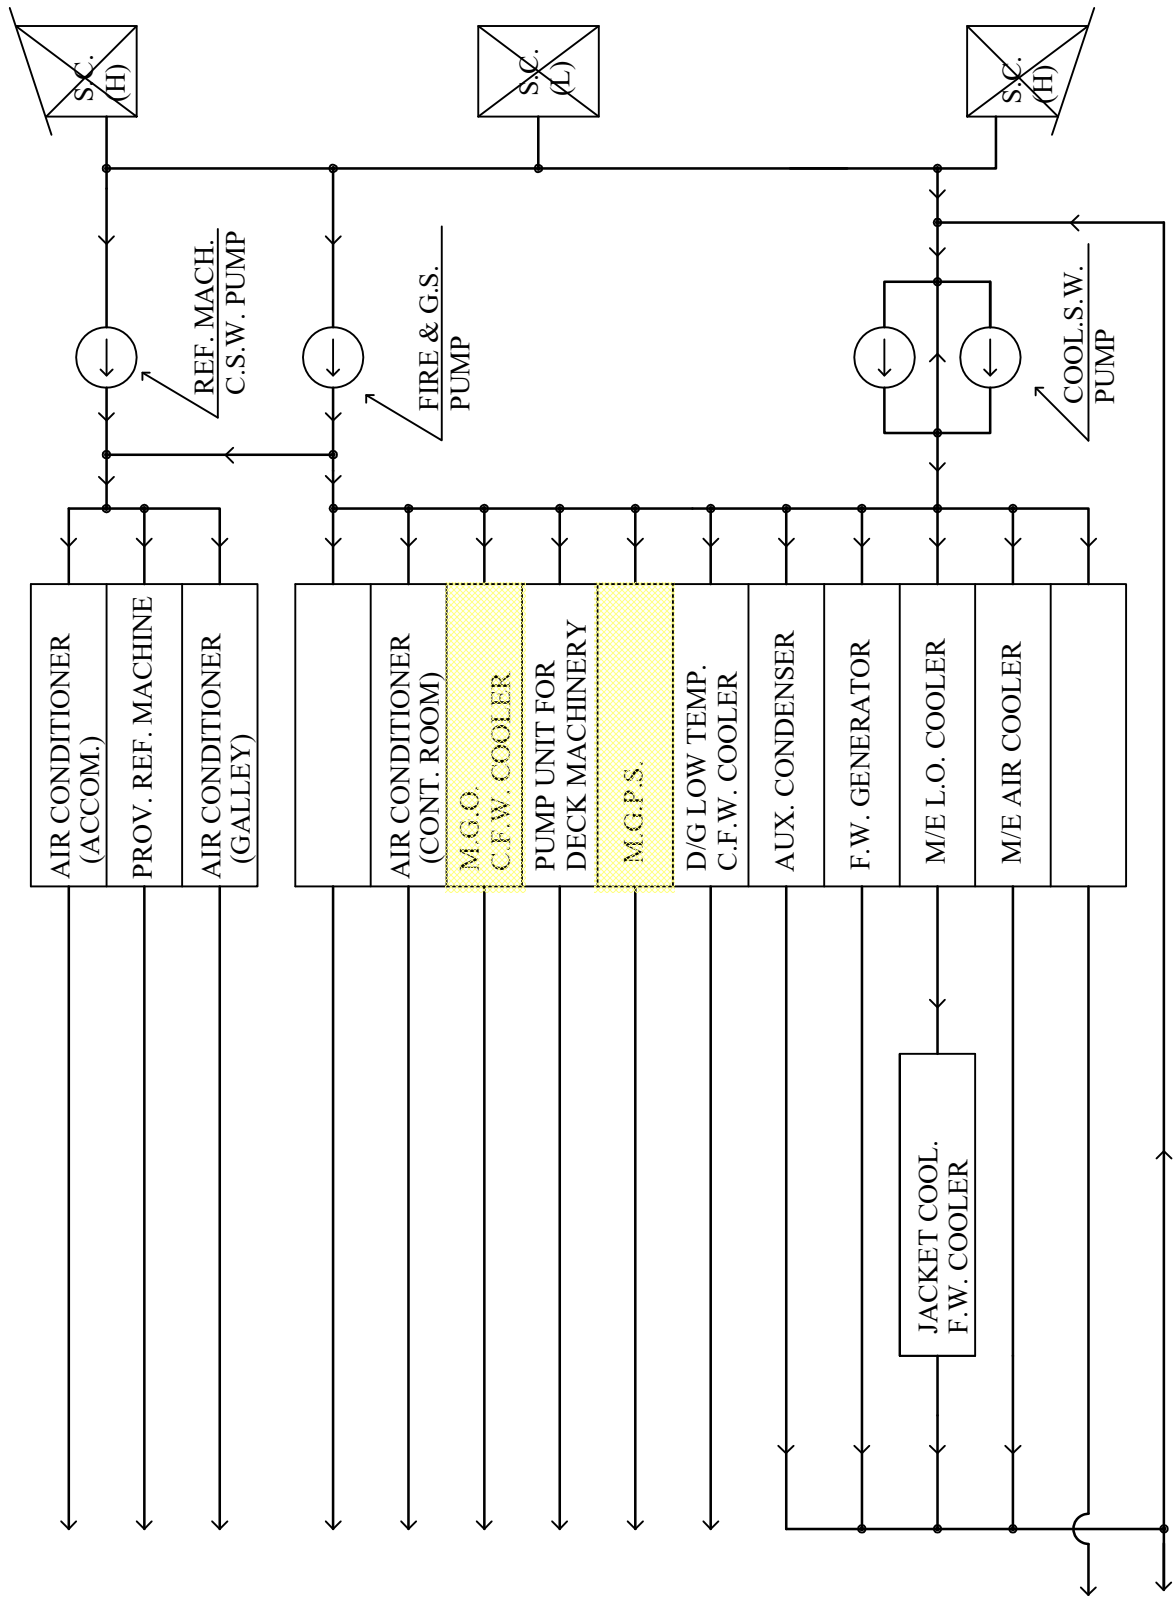 S.C.
(H)
S.C.
(L)
S.C.
(H)
REF. MACH.
C.S.W. PUMP
FIRE & G.S.
PUMP
COOL.S.W.
PUMP
AIR CONDITIONER
(ACCOM.)
PROV. REF. MACHINE
AIR CONDITIONER
(GALLEY)
AIR CONDITIONER
(CONT. ROOM)
M.G.O.
C.F.W. COOLER
PUMP UNIT FOR
DECK MACHINERY
M.G.P.S.
D/G LOW TEMP.
C.F.W. COOLER
AUX. CONDENSER
F.W. GENERATOR
M/E L.O. COOLER
M/E AIR COOLER
JACKET COOL.
F.W. COOLER